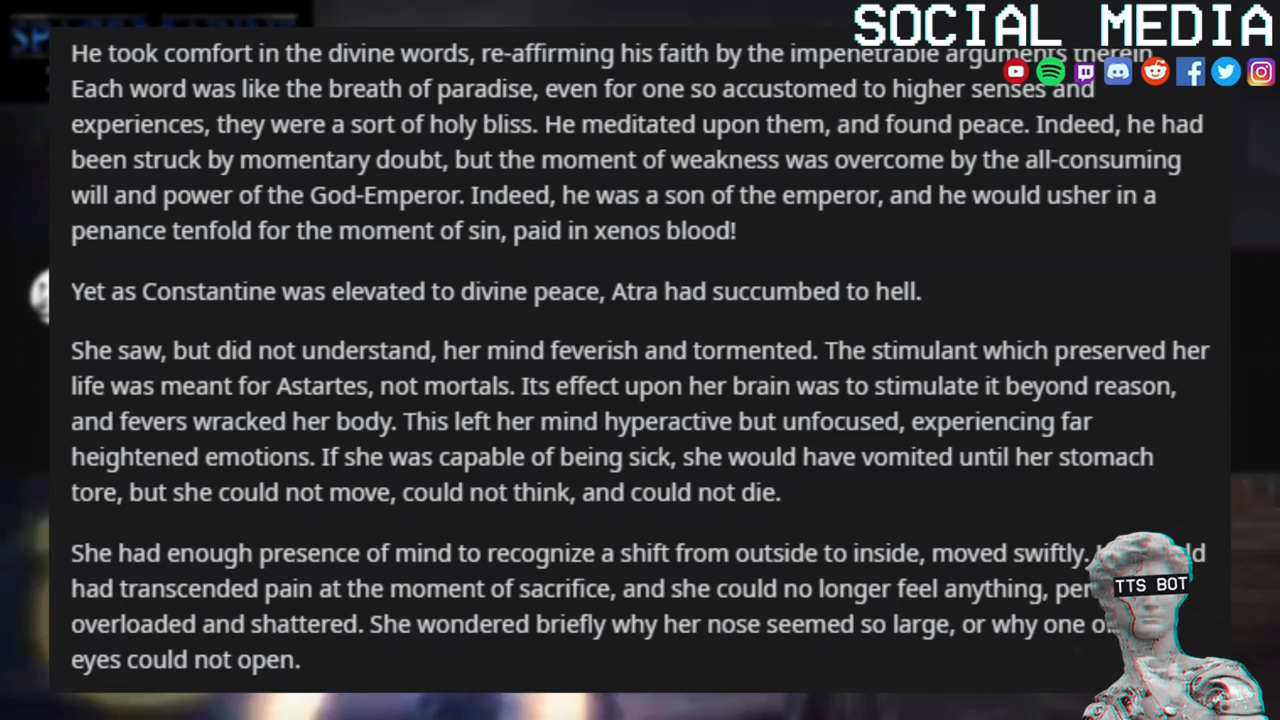 SOCIAL MEDIA
He took comfort in the divine words, re-affirming his faith by the impenetrable arguments therein.
Each word was like the breath of paradise, even for one so accustomed to higher senses and
experiences, they were a sort of holy bliss. He meditated upon them, and found peace. Indeed, he had
been struck by momentary doubt, but the moment of weakness was overcome by the all-consuming
will and power of the God-Emperor. Indeed, he was a son of the emperor, and he would usher in a
penance tenfold for the moment of sin, paid in xenos blood!
Yet as Constantine was elevated to divine peace, Atra had succumbed to hell.
She saw, but did not understand, her mind feverish and tormented. The stimulant which preserved her
life was meant for Astartes, not mortals. Its effect upon her brain was to stimulate it beyond reason,
and fevers wracked her body. This left her mind hyperactive but unfocused, experiencing far
heightened emotions. If she was capable of being sick, she would have vomited until her stomach
tore, but she could not move, could not think, and could not die.
She had enough presence of mind to recognize a shift from outside to inside, moved swiftly.
had transcended pain at the moment of sacrifice, and she could no longer feel anything,
overloaded and shattered. She wondered briefly why her nose seemed so large, or why one
eyes could not open.
TTS BOT